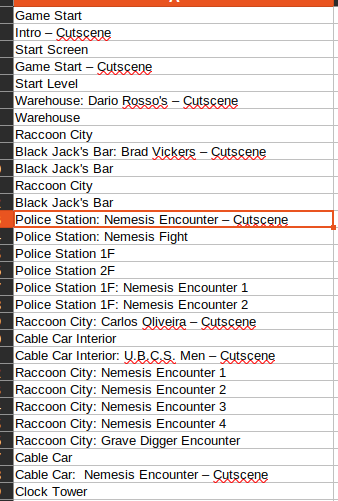 Game Start
Intro – Cutscene
Start Screen
Game Start – Cutscene
Start Level
Warehouse: Dario Rosso's – Cutscene
Warehouse
Raccoon City
Black Jack's Bar: Brad Vickers – Cutscene
Black Jack's Bar
Raccoon City
Black Jack's Bar
Police Station: Nemesis Encounter – Cutscene
Police Station: Nemesis Fight
Police Station 1F
Police Station 2F
Police Station 1F: Nemesis Encounter 1
Police Station 1F: Nemesis Encounter 2
Raccoon City: Carlos Oliveira – Cutscene
Cable Car Interior
Cable Car Interior: U.B.C.S. Men – Cutscene
Raccoon City: Nemesis Encounter 1
Raccoon City: Nemesis Encounter 2
Raccoon City: Nemesis Encounter 3
Raccoon City: Nemesis Encounter 4
Raccoon City: Grave Digger Encounter
Cable Car
Cable Car:  Nemesis Encounter – Cutscene
Clock Tower